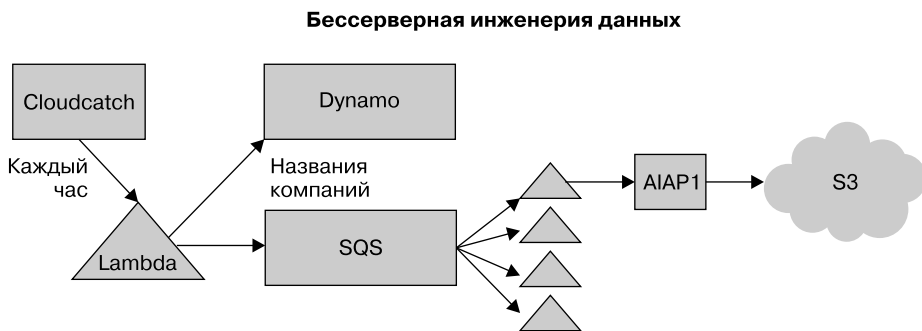 Бессерверная инженерия данных
Cloudcatch
Dynamo
Каждый
час
Названия
компаний
Lambda
SQS
AIAP1
S3